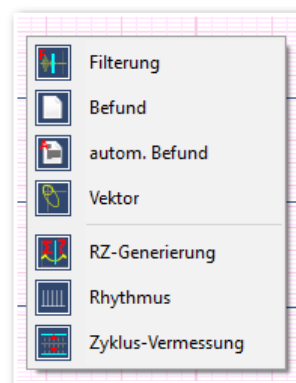 Filterung
Befund
autom. Befund
Vektor
RZ-Generierung
Rhythmus
Zyklus-Vermessung